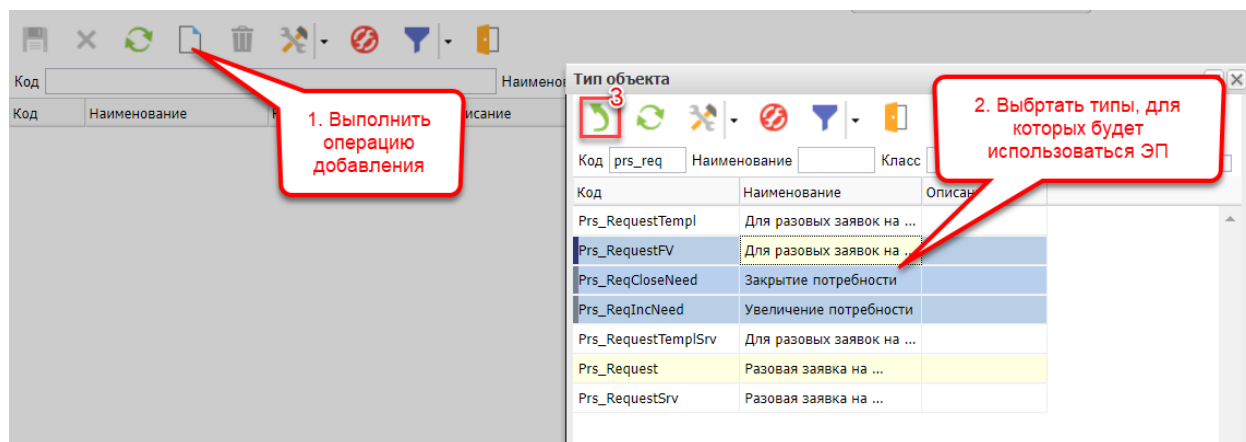 Код
Наимено
Код Наименование Н исание
1. Выполнить
операцию
добавления
Тип объекта
3
2. Выбртать типы, для
которых будет
использоваться ЭП
Код prs_req Наименование Класс
Код Наименование Описан
Prs_RequestTempl Для разовых заявок на ...
Prs_RequestFV Для разовых заявок на ...
Prs_ReqCloseNeed Закрытие потребности
Prs_ReqIncNeed Увеличение потребности
Prs_RequestTemplSrv Для разовых заявок на ...
Prs_Request Разовая заявка на ...
Prs_RequestSrv Разовая заявка на ...